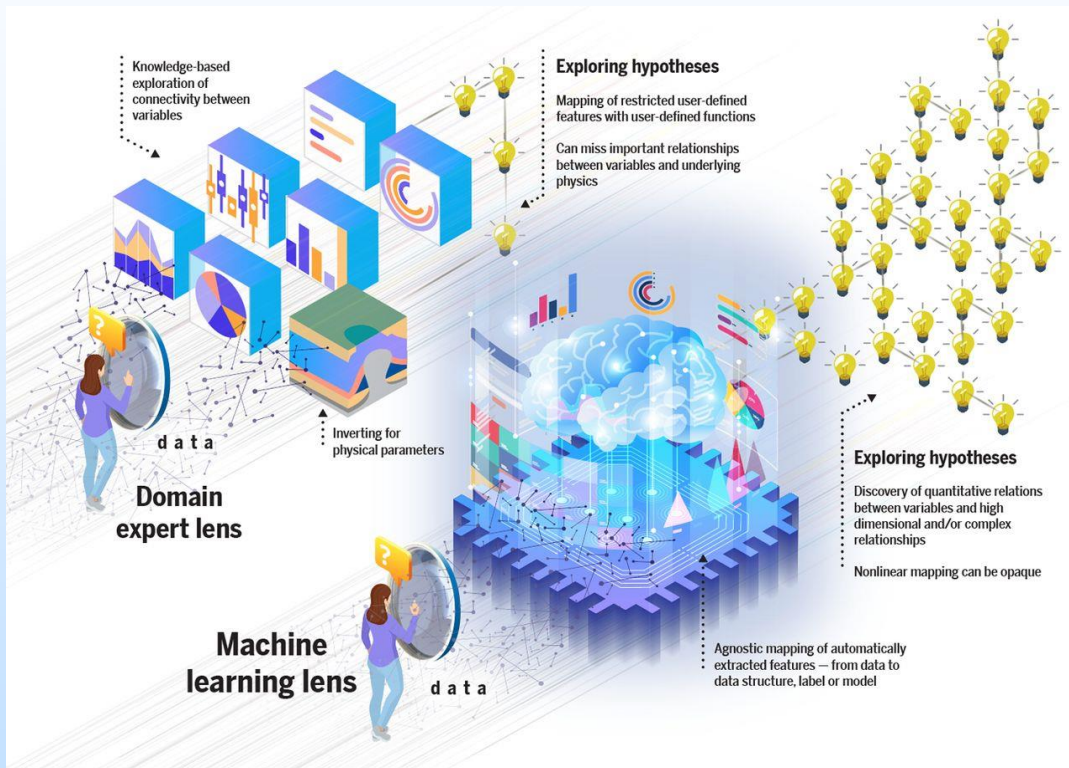 Knowledge-based
exploration of
connectivity between
variables
Exploring hypotheses
Mapping of restricted user-defined
features with user-defined functions
Can miss important relationships
between variables and underlying
physics
?
data
Inverting for
physical parameters
Domain
expert lens
Exploring hypotheses
Discovery of quantitative relations
between variables and high
dimensional and/or complex
relationships
Nonlinear mapping can be opaque
?
Machine
learning lens
data
Agnostic mapping of automatically
extracted features — from data to
data structure, label or model